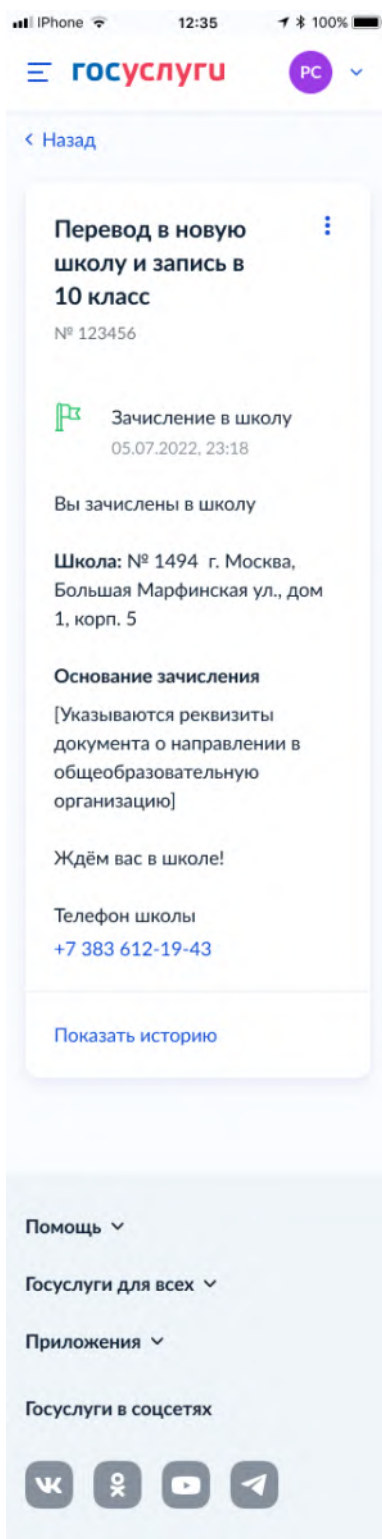 iPhone 12:35 100%
госуслуги РС
Назад
Перевод в новую
школу и запись в
10 класс
№ 123456
Зачисление в школу
05.07.2022, 23:18
Вы зачислены в школу
Школа: № 1494 г. Москва,
Большая Марфинская ул., дом
1, корп. 5
Основание зачисления
[Указываются реквизиты
документа о направлении в
общеобразовательную
организацию]
Ждём вас в школе!
Телефон школы
+7 383 612-19-43
Показать историю
Помощь
Госуслуги для всех
Приложения
Госуслуги в соцсетях